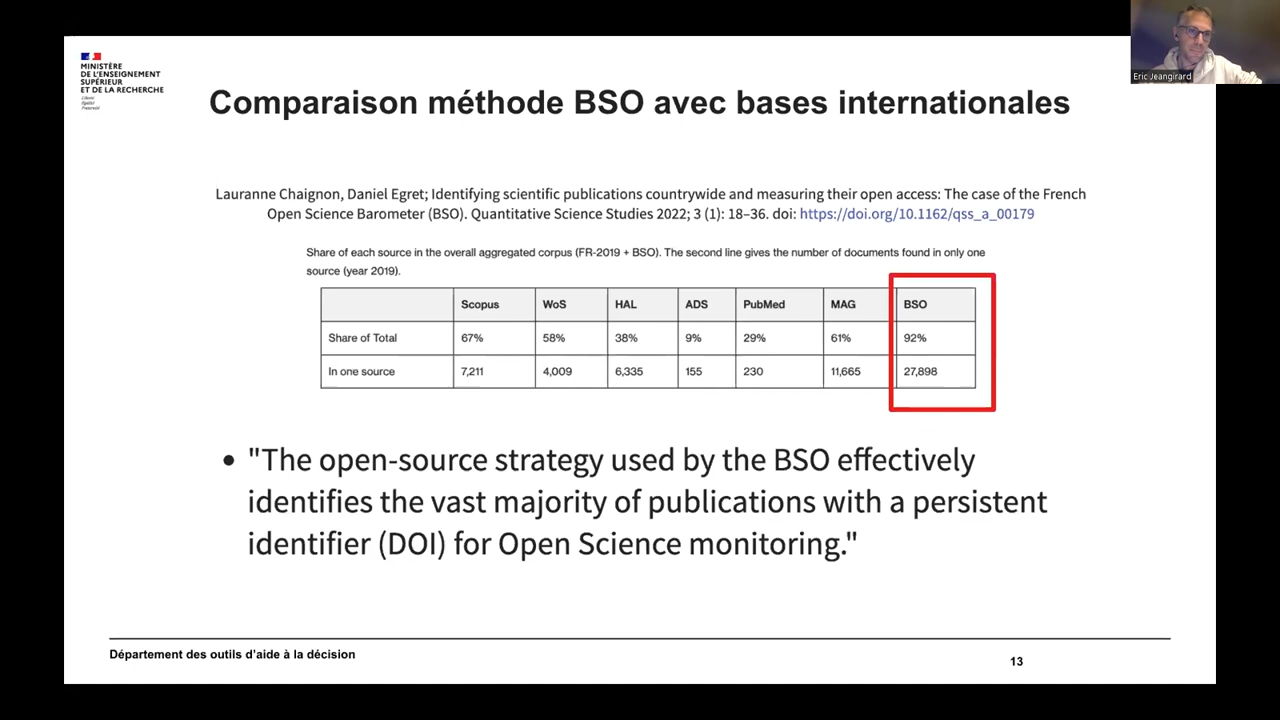 MINISTÈRE
DE L'ENSEIGNEMENT
SUPÉRIEUR
ET DE LA RECHERCHE
Liberté
Égalité
Fraternité
Eric Jeangirard
Comparaison méthode BSO avec bases internationales
Lauranne Chaignon, Daniel Egret; Identifying scientific publications countrywide and measuring their open access: The case of the French
Open Science Barometer (BSO). Quantitative Science Studies 2022; 3 (1): 18–36. doi: https://doi.org/10.1162/qss_a_00179
Share of each source in the overall aggregated corpus (FR-2019 + BSO). The second line gives the number of documents found in only one
source (year 2019).
Scopus WoS HAL ADS PubMed MAG BSO
Share of Total 67% 58% 38% 9% 29% 61% 92%
In one source 7,211 4,009 6,335 155 230 11,665 27,898
• "The open-source strategy used by the BSO effectively
identifies the vast majority of publications with a persistent
identifier (DOI) for Open Science monitoring."
Département des outils d'aide à la décision
13